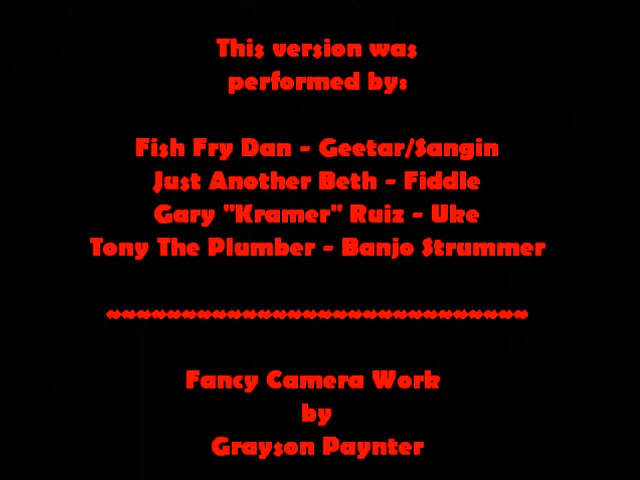 This version was
performed by:
Fish Fry Dan - Geetar/Sangin
Just Another Beth - Fiddle
Gary "Kramer" Ruiz - Uke
Tony The Plumber - Banjo Strummer
~~~~~~~~~~~~~~~~~~~~~~~~~~~~
Fancy Camera Work
by
Grayson Paynter